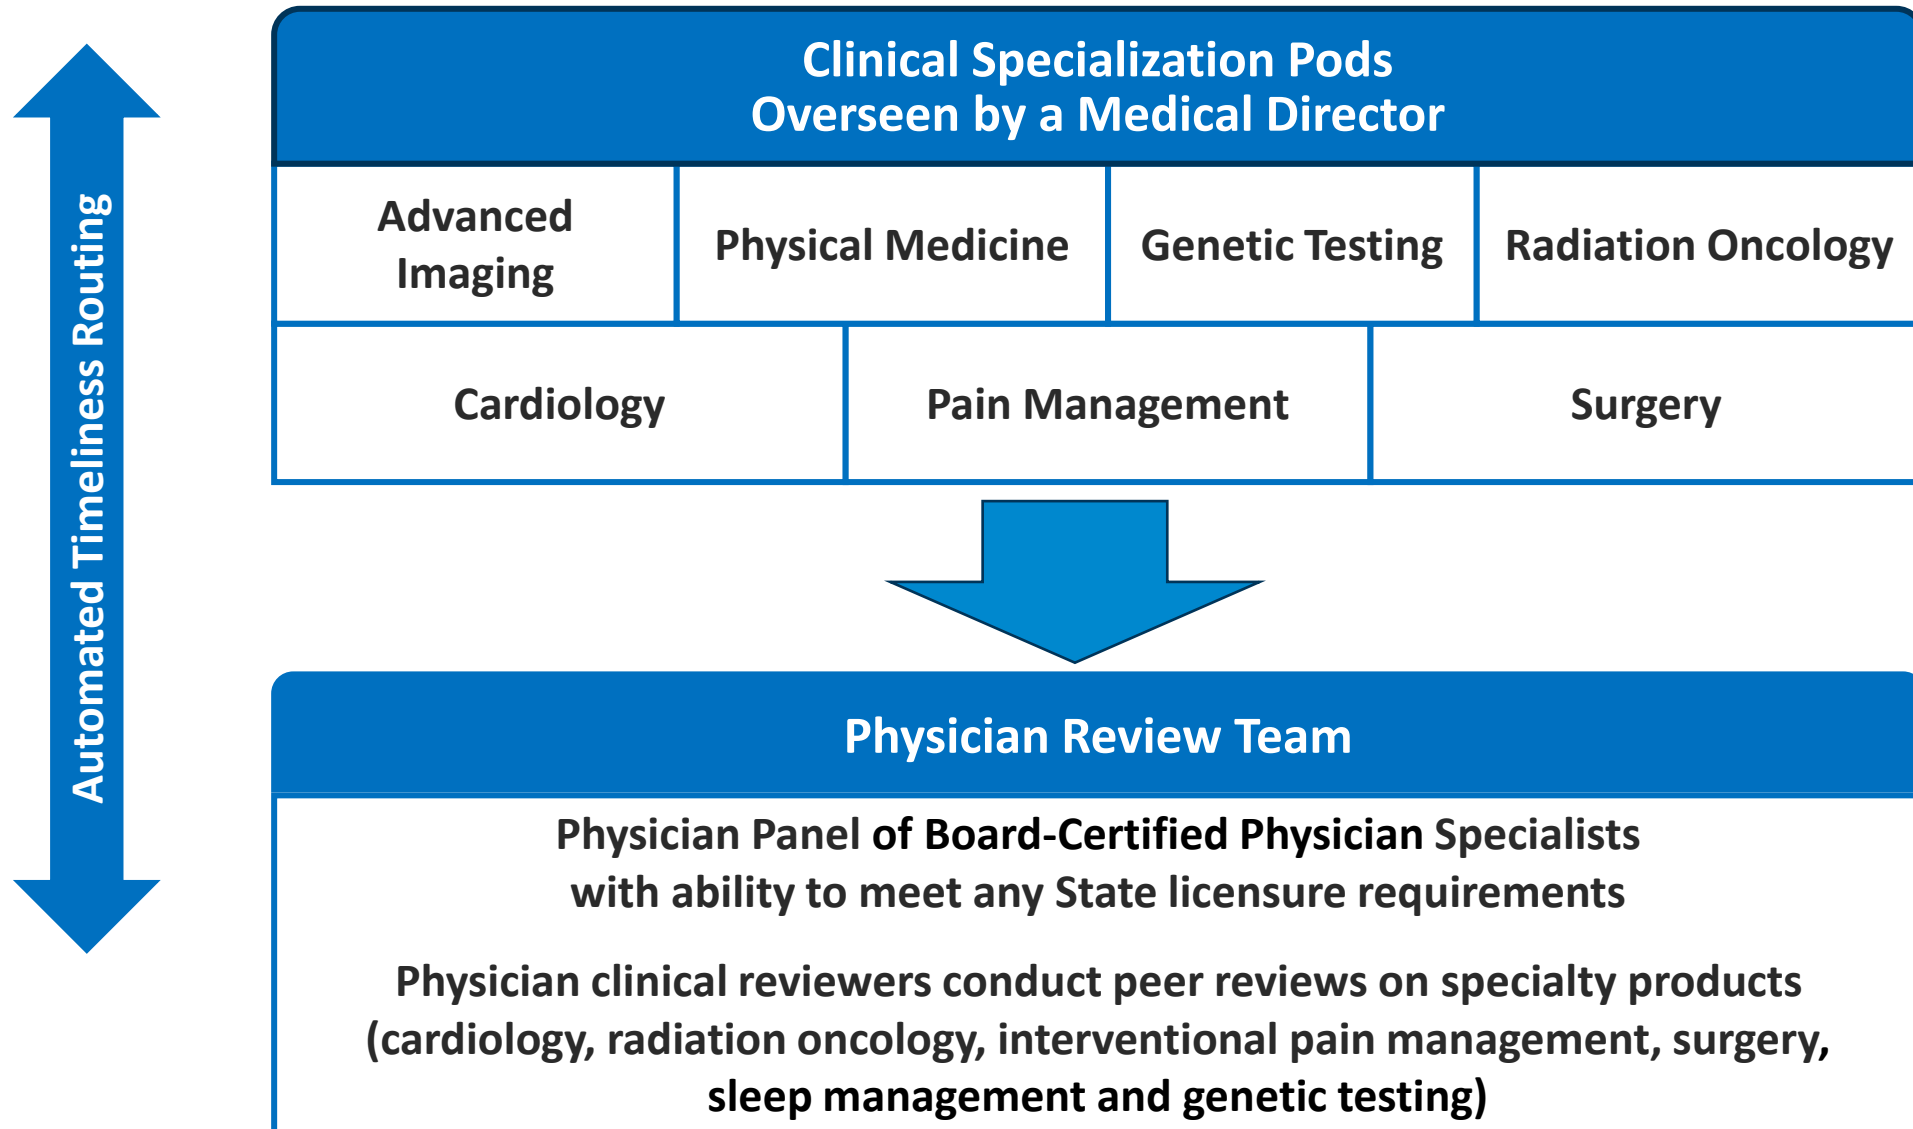 Automated Timeliness Routing
Clinical Specialization Pods
Overseen by a Medical Director
Advanced
Imaging
Physical Medicine
Genetic Testing
Radiation Oncology
Cardiology
Pain Management
Surgery
Physician Review Team
Physician Panel of Board-Certified Physician Specialists
with ability to meet any State licensure requirements
Physician clinical reviewers conduct peer reviews on specialty products
(cardiology, radiation oncology, interventional pain management, surgery,
sleep management and genetic testing)